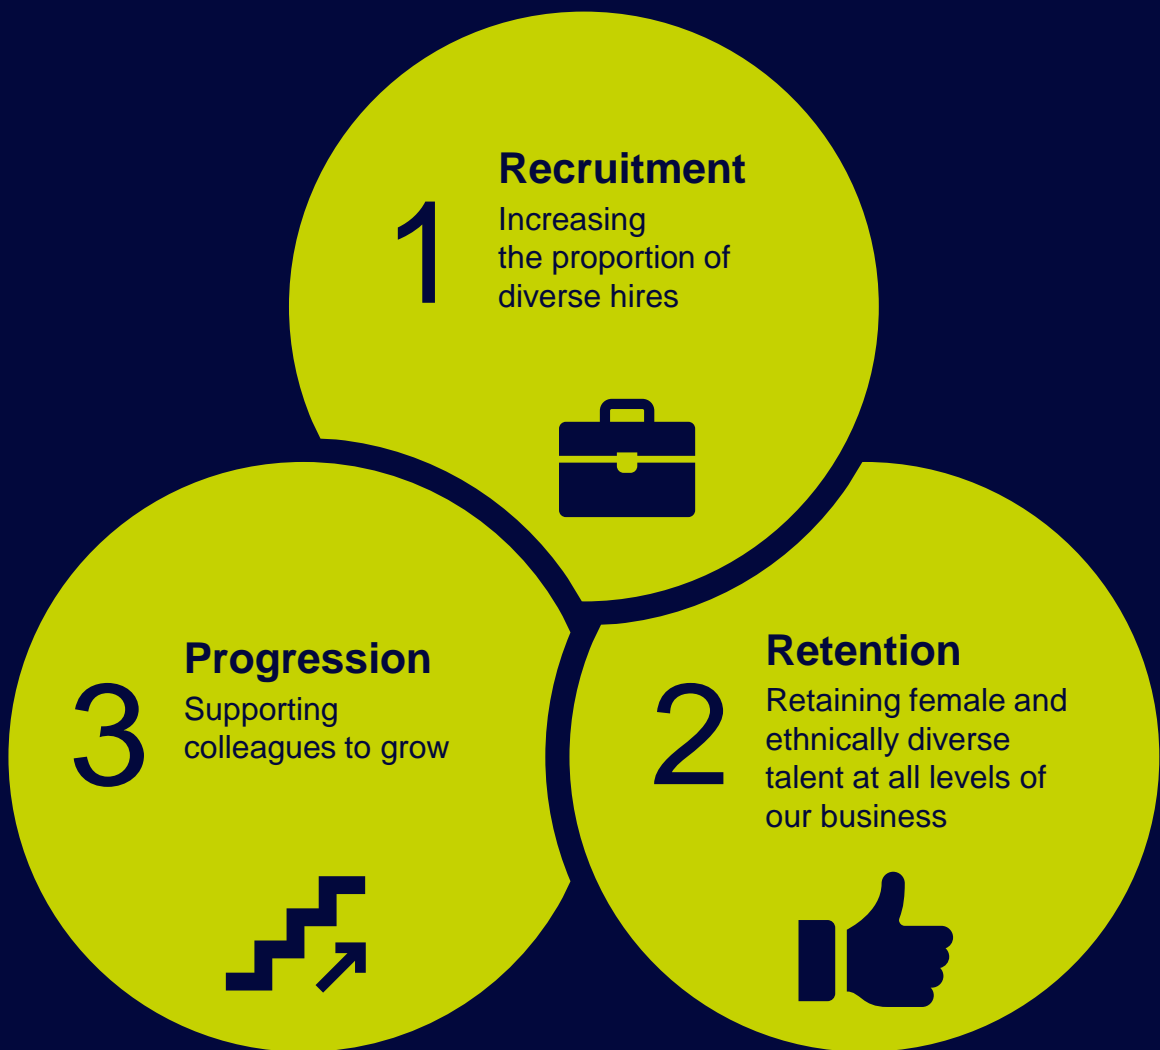 1
Recruitment
Increasing
the proportion of
diverse hires
2
Retention
Retaining female and
ethnically diverse
talent at all levels of
our business
3
Progression
Supporting
colleagues to grow